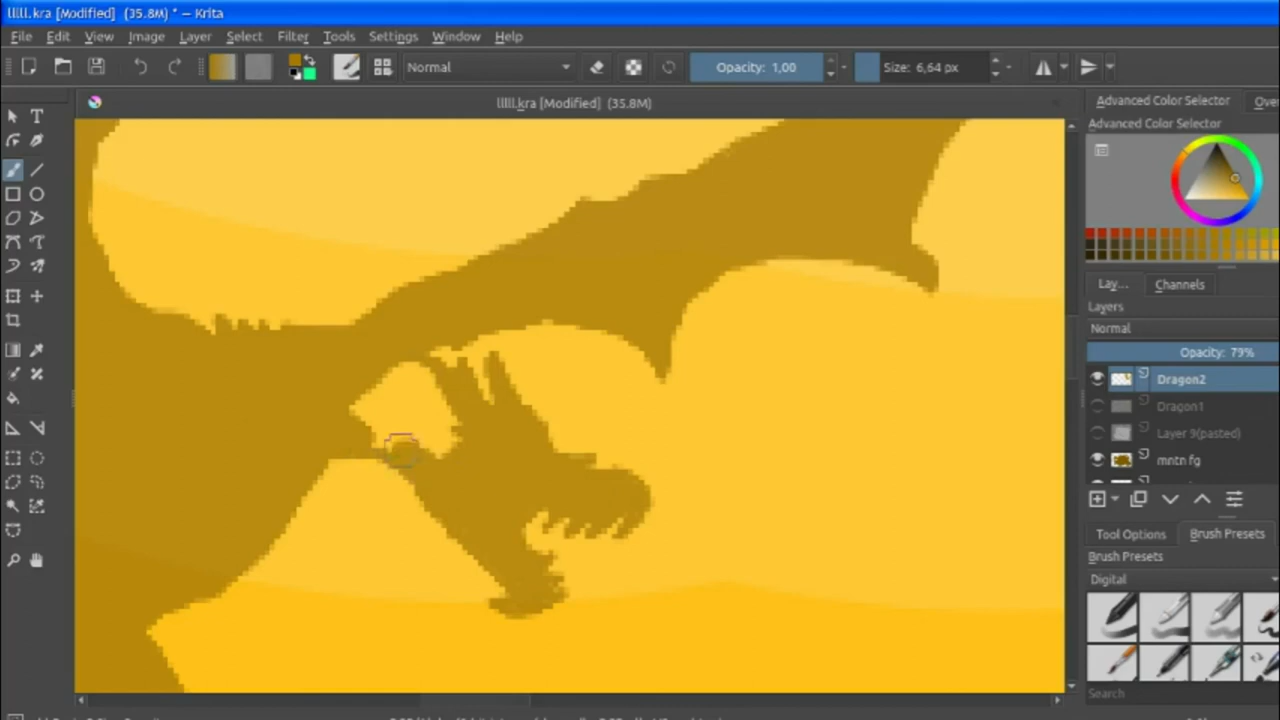 lllll.kra [Modified]  (35.8M) * — Krita
File Edit View Image Layer Select Filter Tools Settings Window Help
Normal Opacity: 1,00 Size: 6,64 px
lllll.kra [Modified]  (35.8M)
Advanced Color Selector
Advanced Color Selector
Lay... Channels
Layers
Normal
Opacity: 79%
Dragon2
Dragon1
Layer 9(pasted)
mntn fg
Tool Options Brush Presets
Brush Presets
Digital
Search